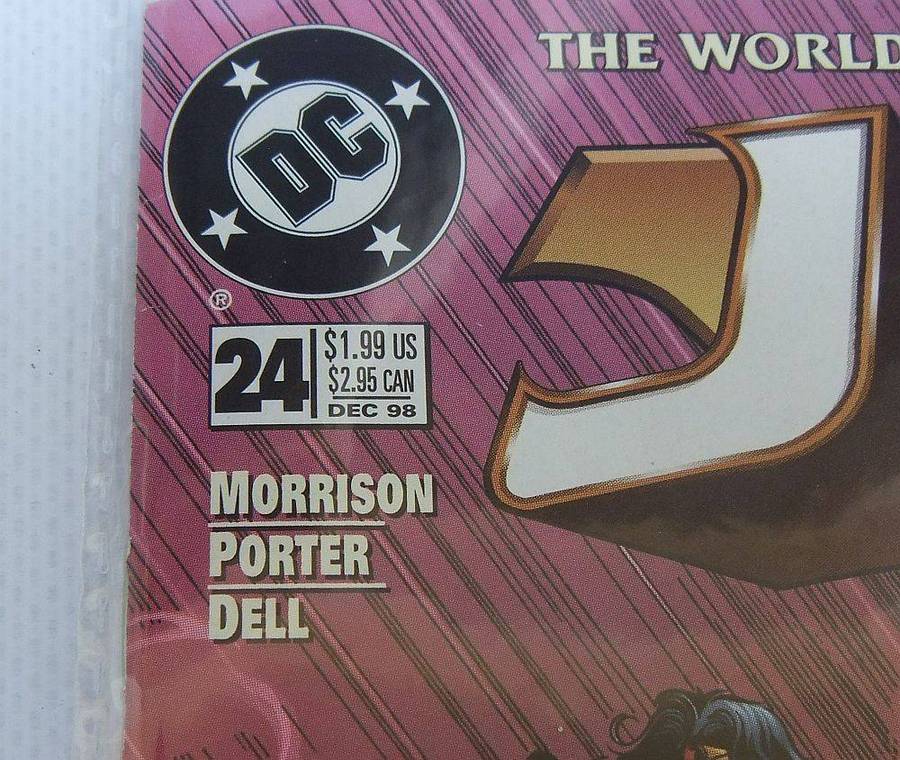 THE WORLD
J
DC
®
24
$1.99 US
$2.95 CAN
DEC 98
MORRISON
PORTER
DELL